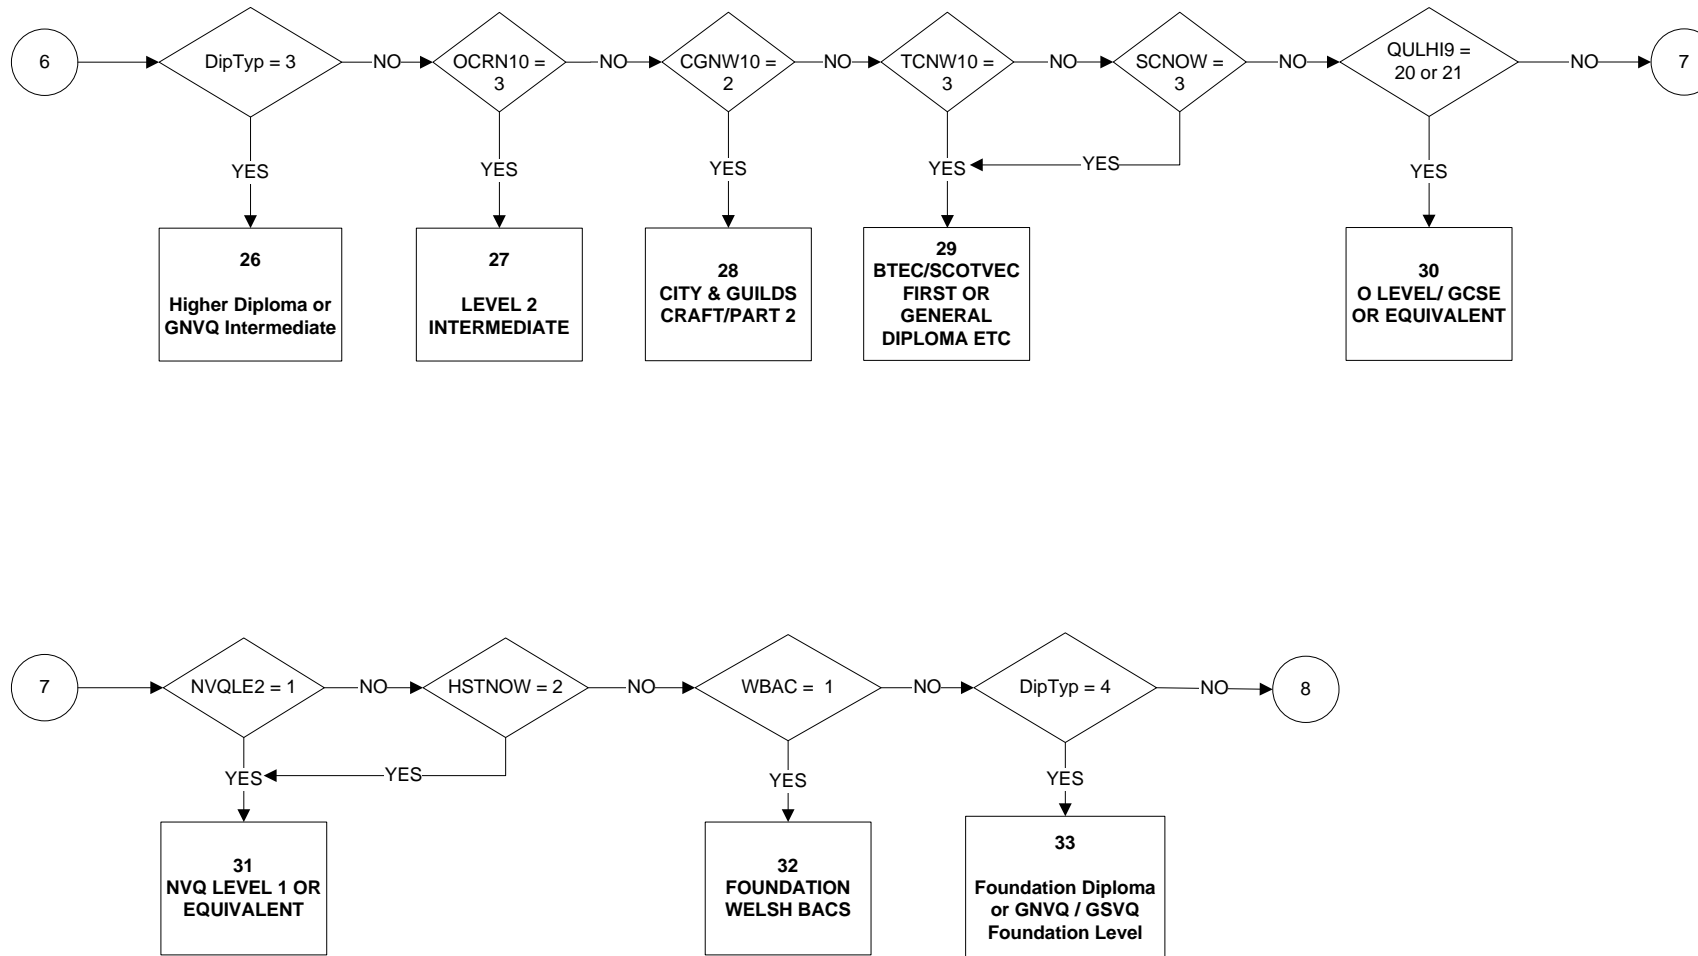 6
DipTyp = 3
NO
OCRN10 =
3
NO
CGNW10 =
2
NO
TCNW10 =
3
NO
SCNOW =
3
NO
QULHI9 =
20 or 21
NO
7
YES
YES
YES
YES
YES
YES
26
Higher Diploma or
GNVQ Intermediate
27
LEVEL 2
INTERMEDIATE
28
CITY & GUILDS
CRAFT/PART 2
29
BTEC/SCOTVEC
FIRST OR
GENERAL
DIPLOMA ETC
30
O LEVEL/ GCSE
OR EQUIVALENT
7
NVQLE2 = 1
NO
HSTNOW = 2
NO
WBAC = 1
NO
DipTyp = 4
NO
8
YES
YES
YES
YES
31
NVQ LEVEL 1 OR
EQUIVALENT
32
FOUNDATION
WELSH BACS
33
Foundation Diploma
or GNVQ / GSVQ
Foundation Level